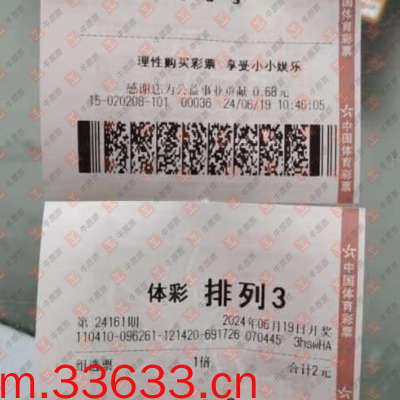 理性购买彩票 享受小小娱乐
感谢您为公益事业贡献 0.68元
15-020208-101 00036 24/06/19 10:46:05
中国体育彩票
中国体育彩票
体彩 排列3
第 24161期 2024年06月19日开奖
110410-096261-121420-691726 070445 3hswHA
组选票 1倍 合计2元
m.33633.cn